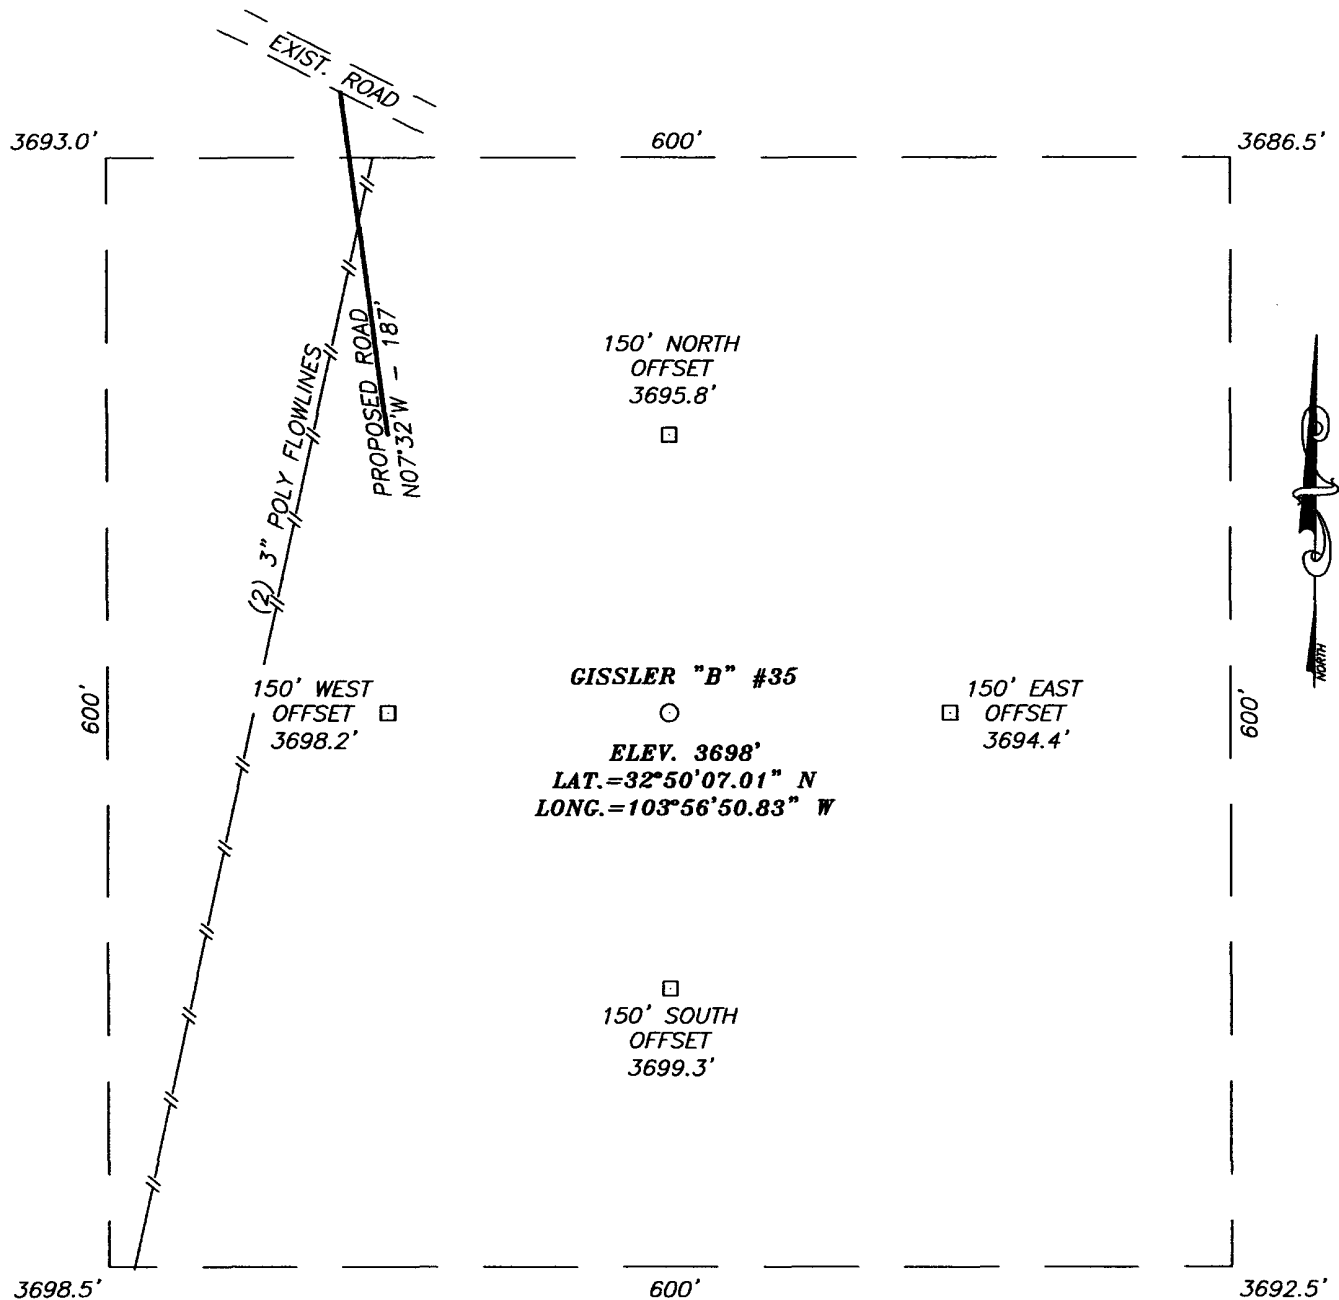 EXIST. ROAD
3693.0'
600'
3686.5'
150' NORTH
OFFSET
3695.8'
PROPOSED ROAD
N07°32'W - 187'
(2) 3" POLY FLOWLINES
NORTH
600'
150' WEST
OFFSET
3698.2'
GISSLER "B" #35
ELEV. 3698'
LAT.=32°50'07.01" N
LONG.=103°56'50.83" W
150' EAST
OFFSET
3694.4'
600'
150' SOUTH
OFFSET
3699.3'
3698.5'
600'
3692.5'